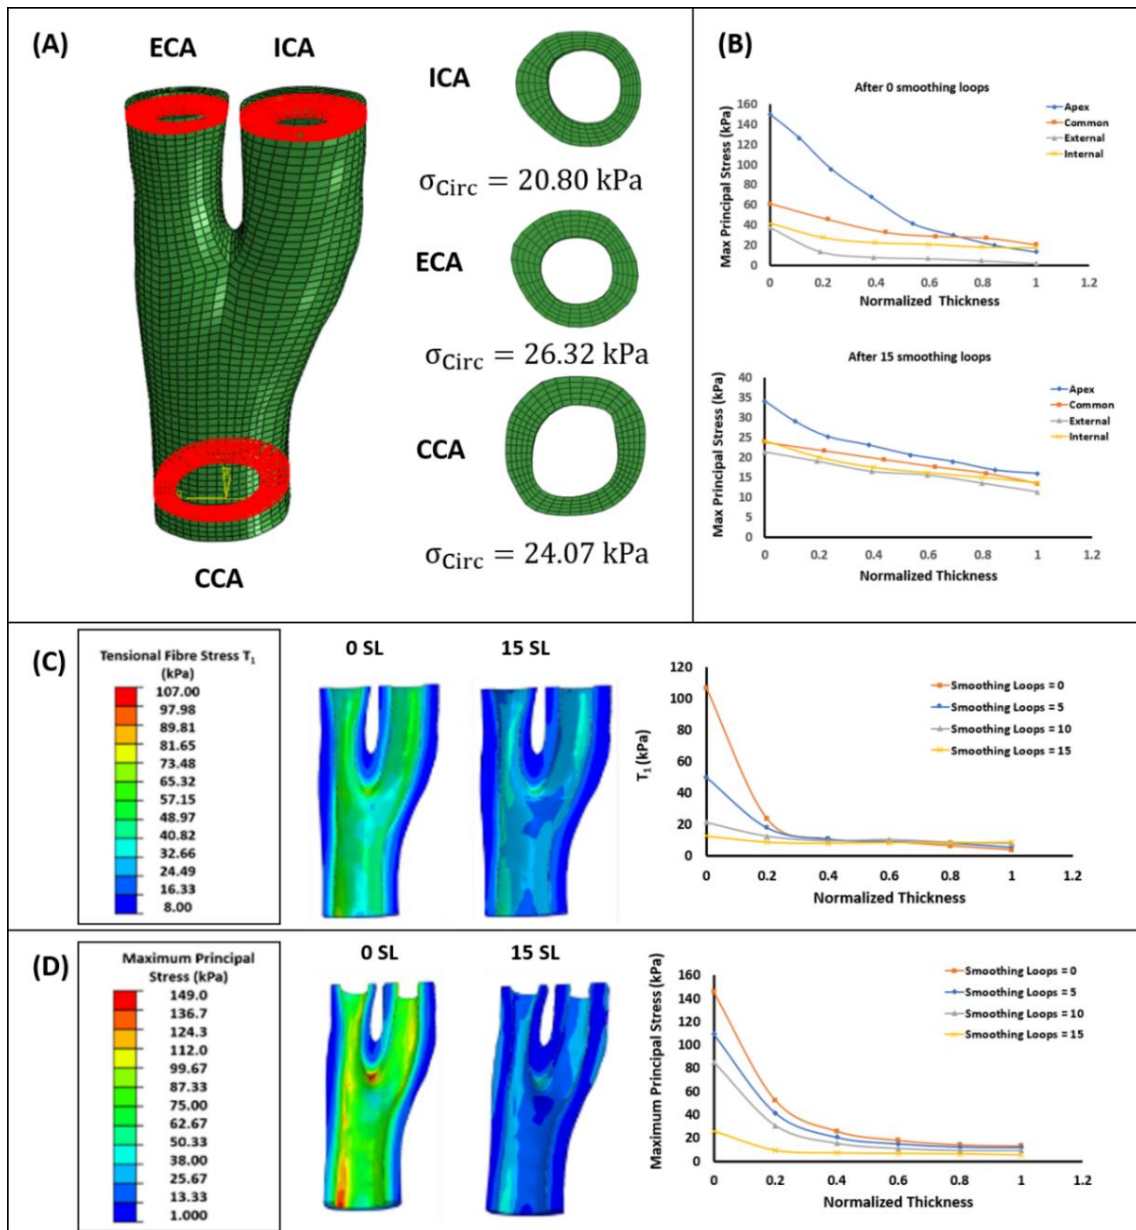 (A)
ECA
ICA
CCA
ICA
σCirc = 20.80 kPa
ECA
σCirc = 26.32 kPa
CCA
σCirc = 24.07 kPa
(B)
After 0 smoothing loops
Max Principal Stress (kPa)
160
140
120
100
80
60
40
20
0
0
0.2
0.4
0.6
0.8
1
1.2
Normalized Thickness
Apex
Common
External
Internal
After 15 smoothing loops
Max Principal Stress (kPa)
40
35
30
25
20
15
10
5
0
0
0.2
0.4
0.6
0.8
1
1.2
Normalized Thickness
Apex
Common
External
Internal
(C)
Tensional Fibre Stress T1
(kPa)
107.00
97.98
89.81
81.65
73.48
65.32
57.15
48.97
40.82
32.66
24.49
16.33
8.00
0 SL
15 SL
T1 (kPa)
120
100
80
60
40
20
0
0
0.2
0.4
0.6
0.8
1
1.2
Normalized Thickness
Smoothing Loops = 0
Smoothing Loops = 5
Smoothing Loops = 10
Smoothing Loops = 15
(D)
Maximum Principal
Stress (kPa)
149.0
136.7
124.3
112.0
99.67
87.33
75.00
62.67
50.33
38.00
25.67
13.33
1.000
0 SL
15 SL
Maximum Principal Stress (kPa)
160
140
120
100
80
60
40
20
0
0
0.2
0.4
0.6
0.8
1
1.2
Normalized Thickness
Smoothing Loops = 0
Smoothing Loops = 5
Smoothing Loops = 10
Smoothing Loops = 15